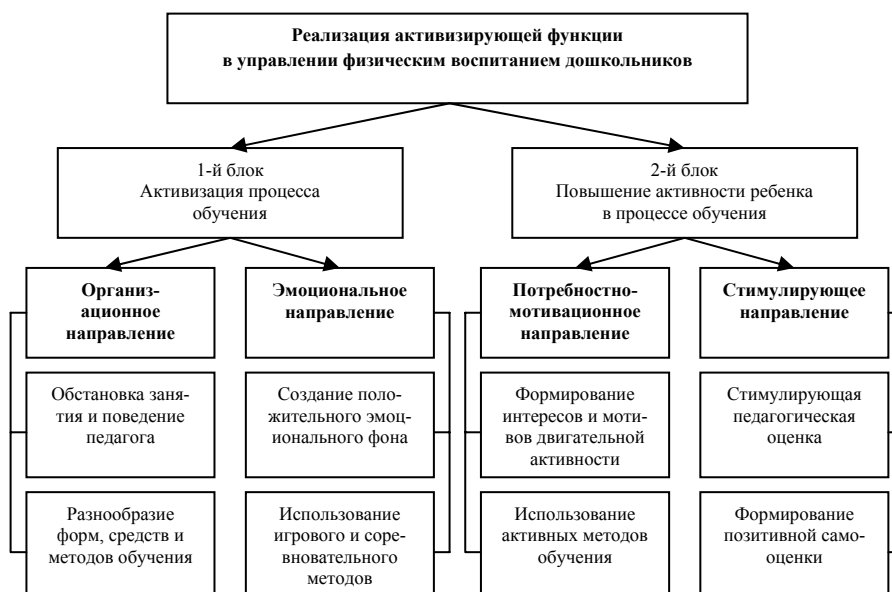 Реализация активизирующей функции
в управлении физическим воспитанием дошкольников
1-й блок
Активизация процесса
обучения
2-й блок
Повышение активности ребенка
в процессе обучения
Организ-
ационное
направление
Эмоциональное
направление
Потребностно-
мотивационное
направление
Стимулирующее
направление
Обстановка заня-
тия и поведение
педагога
Создание поло-
жительного эмоц-
ионального фона
Формирование
интересов и моти-
вов двигательной
активности
Стимулирующая
педагогическая
оценка
Разнообразие
форм, средств и
методов обучения
Использование
игрового и соре-
вновательного
методов
Использование
активных методов
обучения
Формирование
позитивной само-
оценки